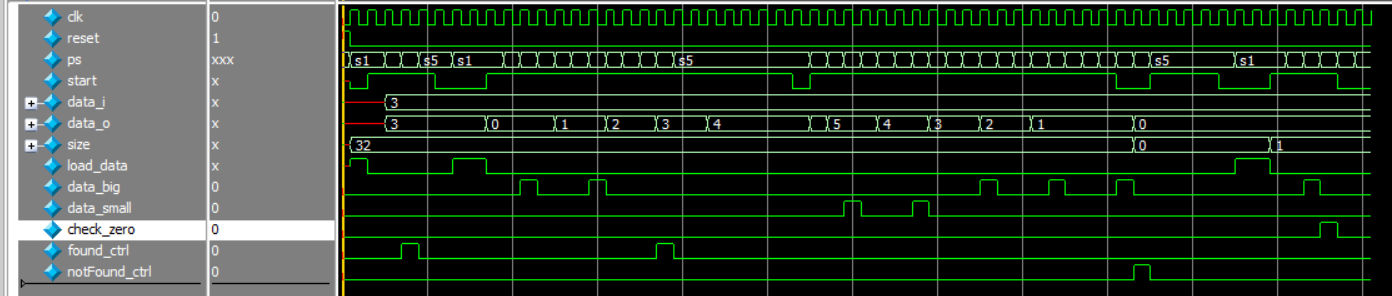 clk 0
reset 1
ps xxx s1 s5 s1 s5 s5 s1
start x
data_i x 3
data_o x 3 0 1 2 3 4 5 4 3 2 1 0
size x 32 0 1
load_data x
data_big 0
data_small 0
check_zero 0
found_ctrl 0
notFound_ctrl 0